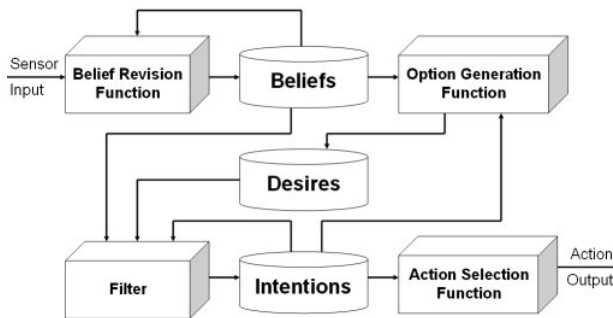 Sensor
Input
Belief Revision
Function
Beliefs
Option Generation
Function
Desires
Filter
Intentions
Action Selection
Function
Action
Output